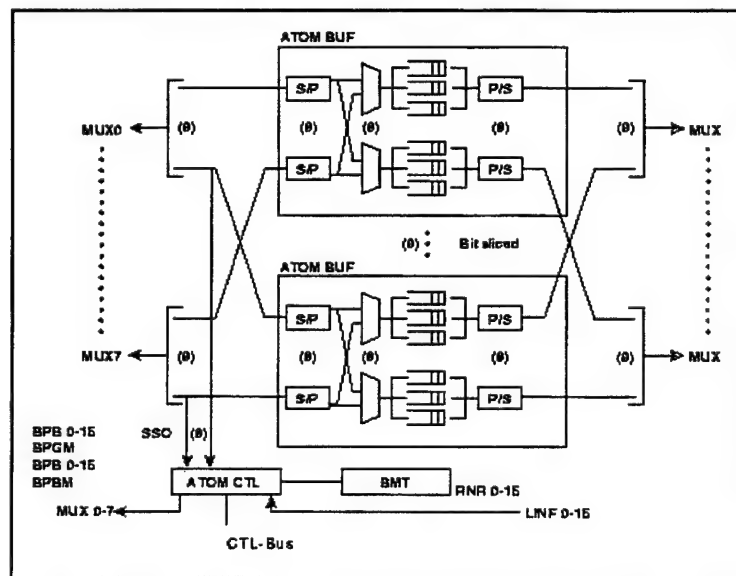 ATOM BUF
S/P
P/S
MUX0
(8)
(8)
(8)
(8)
(8)
MUX
S/P
P/S
(8)
Bit sliced
ATOM BUF
S/P
P/S
MUX7
(8)
(8)
(8)
(8)
(8)
MUX
S/P
P/S
BPB 0-15
BPGM
BPB 0-15
BPBM
SSO
(8)
ATOM CTL
BMT
RNR 0-15
MUX 0-7
LINF 0-15
CTL-Bus